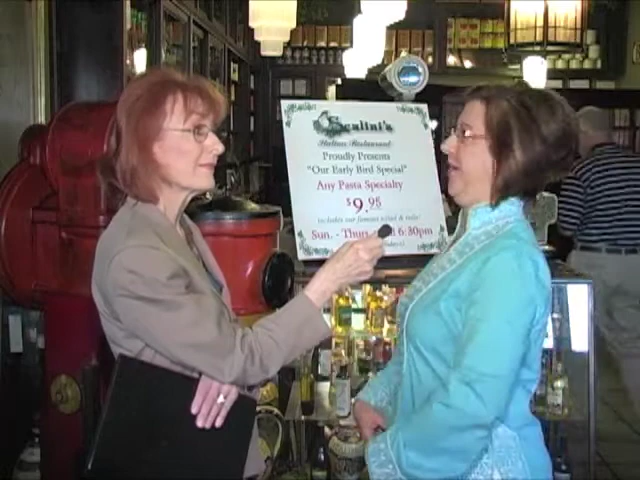 Scalini's
Italian Restaurant
Proudly Presents
"Our Early Bird Special"
Any Pasta Specialty
$9.95
includes our famous salad & rolls
Sun. - Thurs. 6:30pm